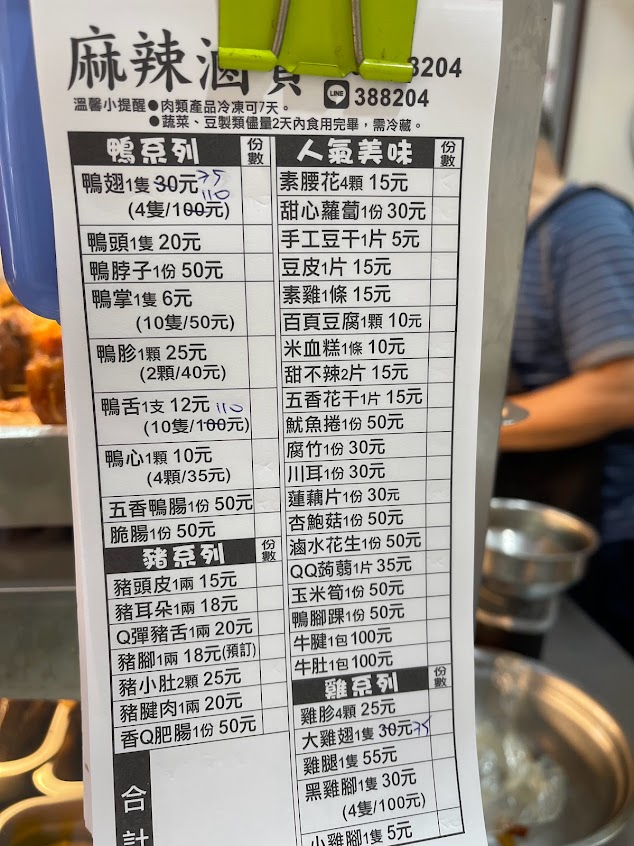 麻辣滷
8204
LINE 388204
溫馨小提醒●肉類產品冷凍可7天。
●蔬菜、豆製類儘量2天內食用完畢，需冷藏。
鴨系列 份數
鴨翅1隻30元 35
(4隻/100元) 110
鴨頭1隻 20元
鴨脖子1份 50元
鴨掌1隻 6元
(10隻/50元)
鴨胗1顆 25元
(2顆/40元)
鴨舌1支 12元
(10隻/100元) 110
鴨心1顆 10元
(4顆/35元)
五香鴨腸1份 50元
脆腸1份 50元
豬系列 份數
豬頭皮1兩 15元
豬耳朵1兩 18元
Q彈豬舌1兩 20元
豬腳1兩 18元(預訂)
豬小肚2顆 25元
豬腱肉1兩 20元
香Q肥腸1份 50元
合計
人氣美味 份數
素腰花4顆 15元
甜心蘿蔔1份 30元
手工豆干1片 5元
豆皮1片 15元
素雞1條 15元
百頁豆腐1顆 10元
米血糕1條 10元
甜不辣2片 15元
五香花干1片 15元
魷魚捲1份 50元
腐竹1份 30元
川耳1份 30元
蓮藕片1份 30元
杏鮑菇1份 50元
滷水花生1份 50元
QQ蒟蒻1片 35元
玉米筍1份 50元
鴨腳踝1份 50元
牛腱1包100元
牛肚1包100元
雞系列 份數
雞胗4顆 25元
大雞翅1隻 30元 35
雞腿1隻 55元
黑雞腳1隻 30元
(4隻/100元)
小雞腳1隻 5元